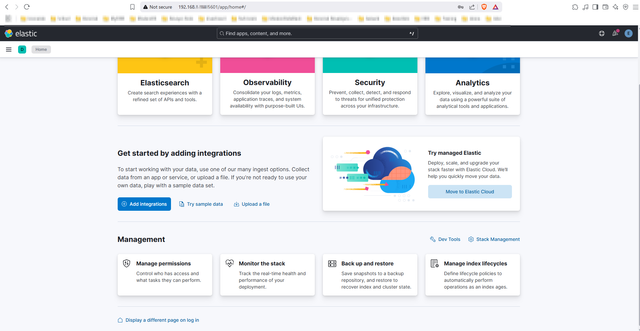 Not secure 192.168.1.188:5601/app/home#/
elastic
Find apps, content, and more.
E
D Home
Elasticsearch
Create search experiences with a
refined set of APIs and tools.
Observability
Consolidate your logs, metrics,
application traces, and system
availability with purpose-built UIs.
Security
Prevent, collect, detect, and respond
to threats for unified protection
across your infrastructure.
Analytics
Explore, visualize, and analyze your
data using a powerful suite of
analytical tools and applications.
Get started by adding integrations
To start working with your data, use one of our many ingest options. Collect
data from an app or service, or upload a file. If you're not ready to use your
own data, play with a sample data set.
Add integrations
Try sample data
Upload a file
Try managed Elastic
Deploy, scale, and upgrade your
stack faster with Elastic Cloud. We'll
help you quickly move your data.
Move to Elastic Cloud
Management
Dev Tools
Stack Management
Manage permissions
Control who has access and
what tasks they can perform.
Monitor the stack
Track the real-time health and
performance of your
deployment.
Back up and restore
Save snapshots to a backup
repository, and restore to
recover index and cluster state.
Manage index lifecycles
Define lifecycle policies to
automatically perform
operations as an index ages.
Display a different page on log in